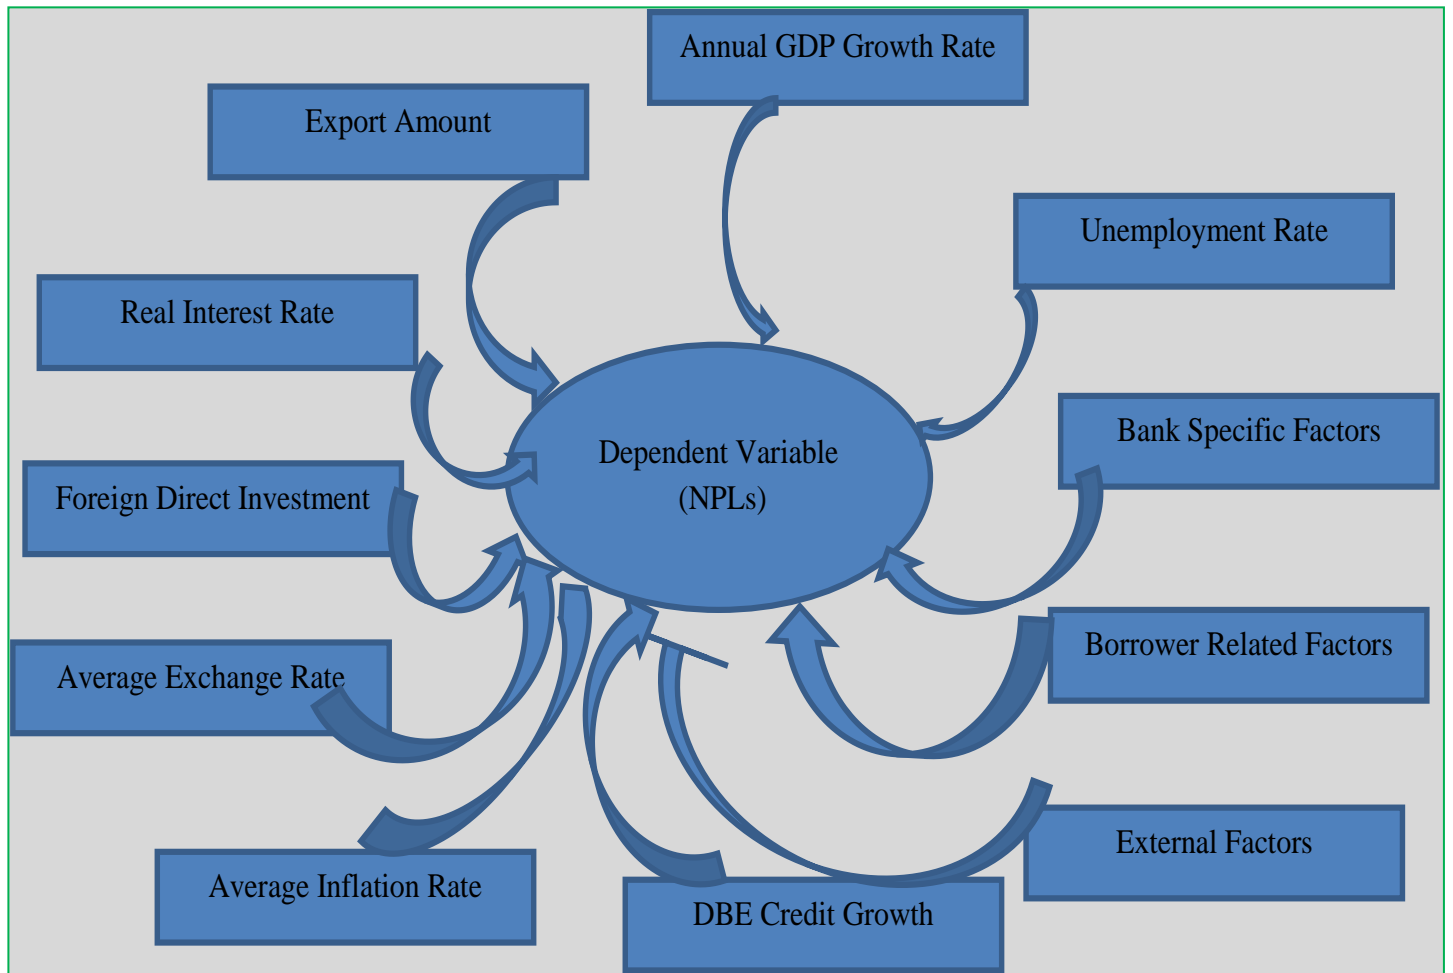 Annual GDP Growth Rate
Export Amount
Unemployment Rate
Real Interest Rate
Bank Specific Factors
Dependent Variable
(NPLs)
Foreign Direct Investment
Borrower Related Factors
Average Exchange Rate
External Factors
Average Inflation Rate
DBE Credit Growth